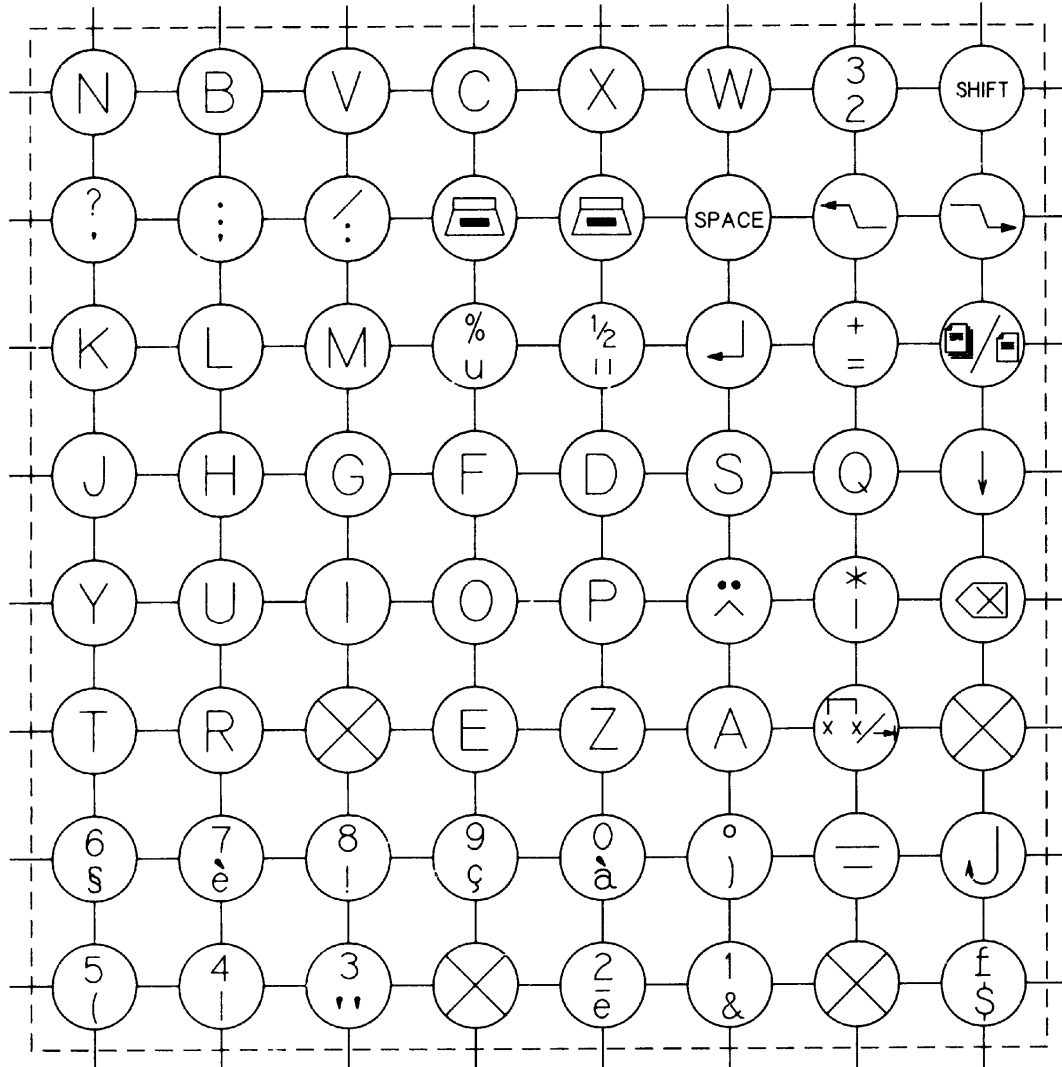 N B V C X W 3 2 SHIFT
? , : ; / : SPACE
K L M % u 1/2 " + =
J H G F D S Q
Y U I O P ¨ ^ * |
T R E Z A x x /
6 § 7 è 8 ! 9 ç 0 à ° ) =
5 ( 4 | 3 " 2 e 1 & £ $